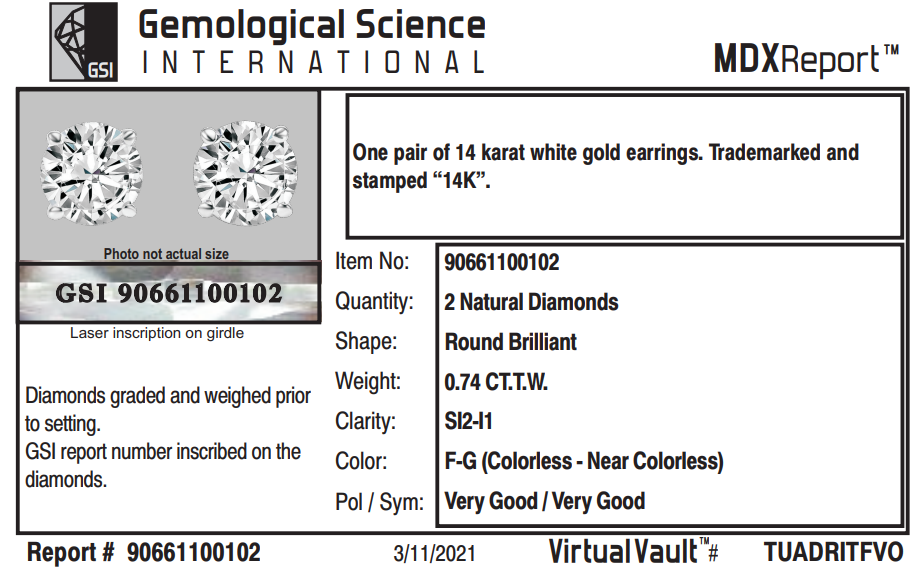 GSI
Gemological Science
INTERNATIONAL
MDXReport™
One pair of 14 karat white gold earrings. Trademarked and
stamped “14K”.
Photo not actual size
GSI 90661100102
Laser inscription on girdle
Diamonds graded and weighed prior
to setting.
GSI report number inscribed on the
diamonds.
Item No: 90661100102
Quantity: 2 Natural Diamonds
Shape: Round Brilliant
Weight: 0.74 CT.T.W.
Clarity: SI2-I1
Color: F-G (Colorless - Near Colorless)
Pol / Sym: Very Good / Very Good
Report # 90661100102 3/11/2021 VirtualVault™# TUADRITFVO